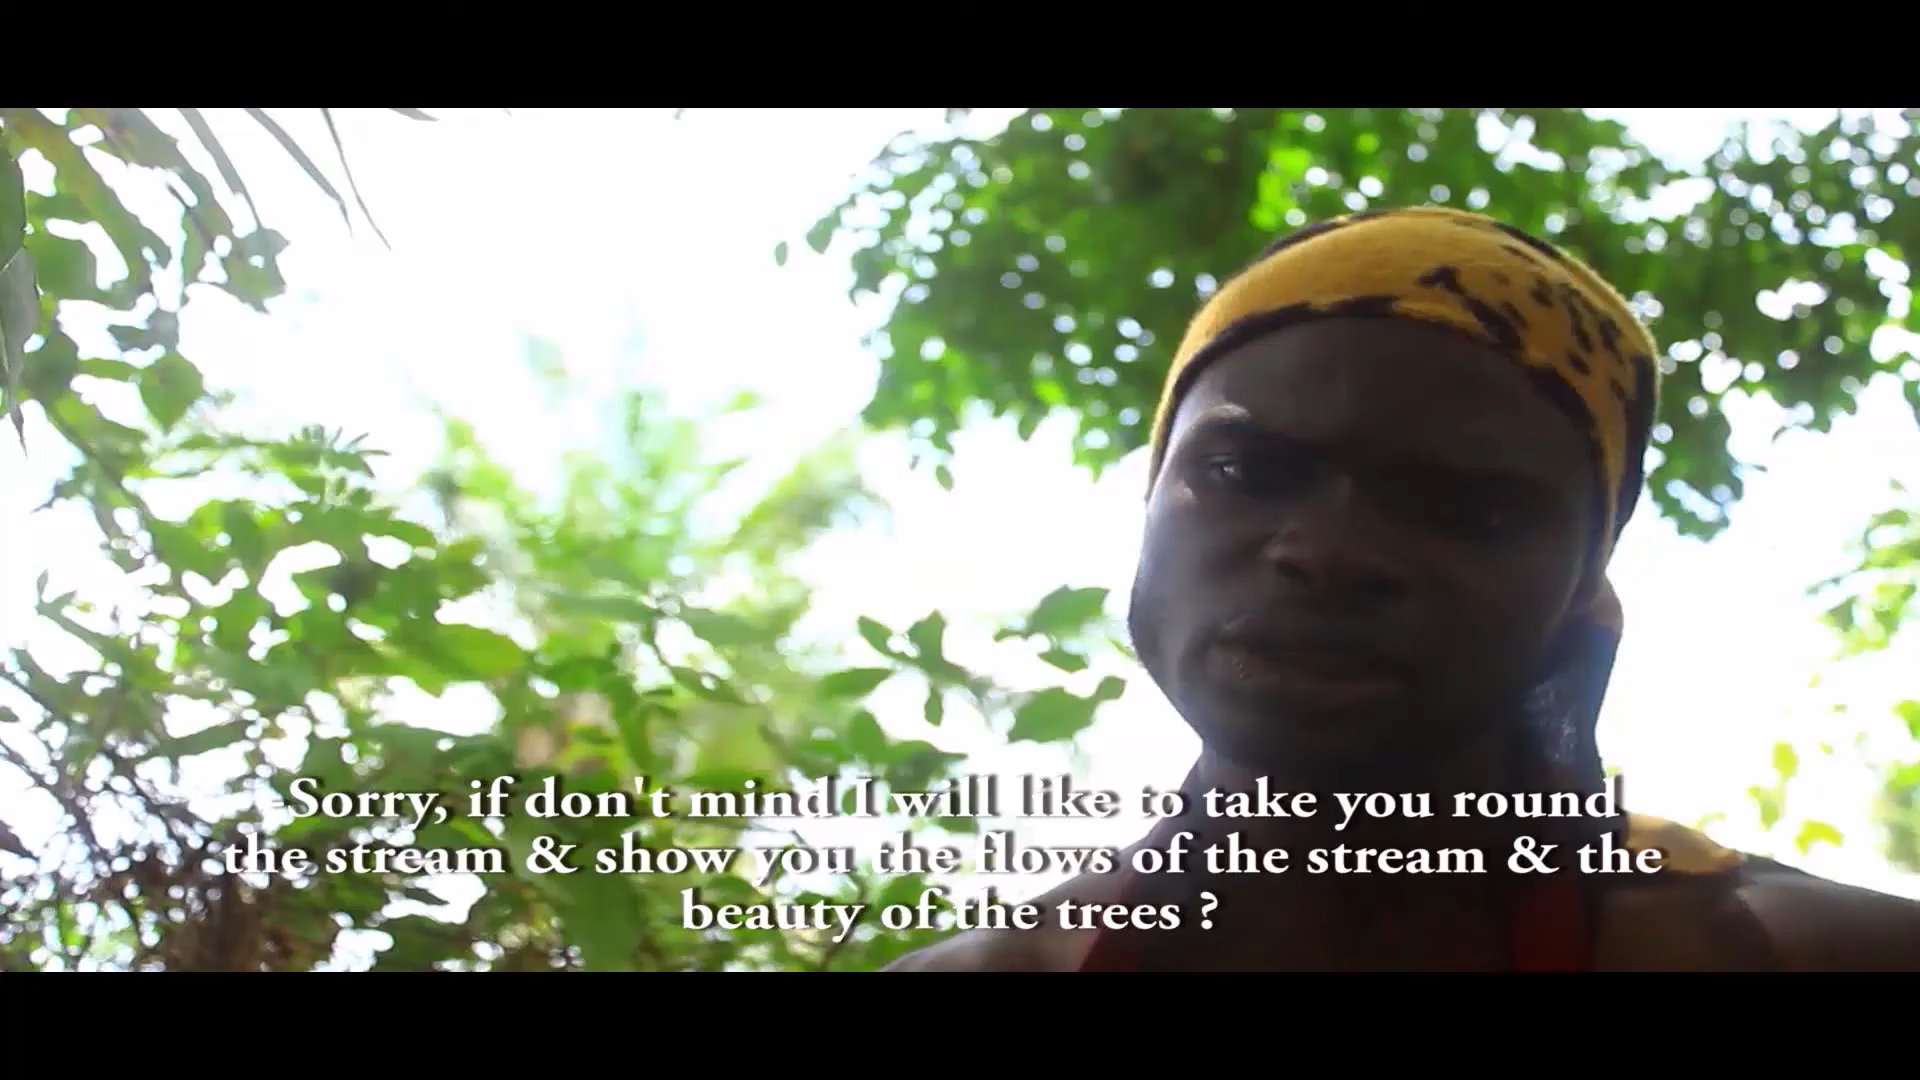 -Sorry, if don't mind I will like to take you round
the stream & show you the flows of the stream & the
beauty of the trees ?